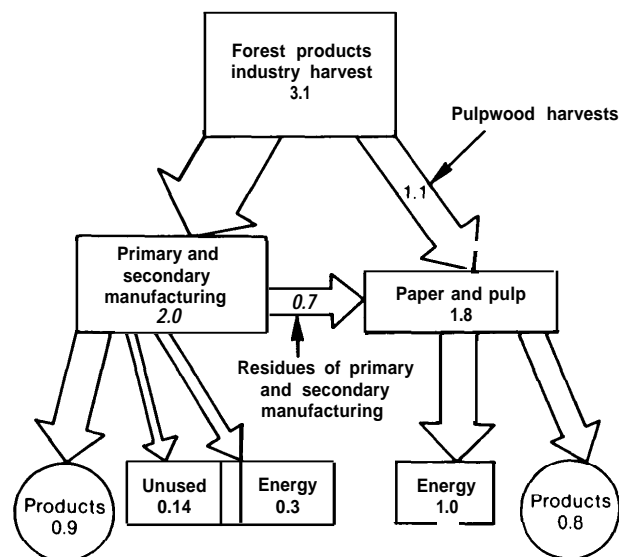 Forest products
industry harvest
3.1
Pulpwood harvests
1.1
Primary and
secondary
manufacturing
2.0
0.7
Paper and pulp
1.8
Residues of primary
and secondary
manufacturing
Products
0.9
Unused
0.14
Energy
0.3
Energy
1.0
Products
0.8